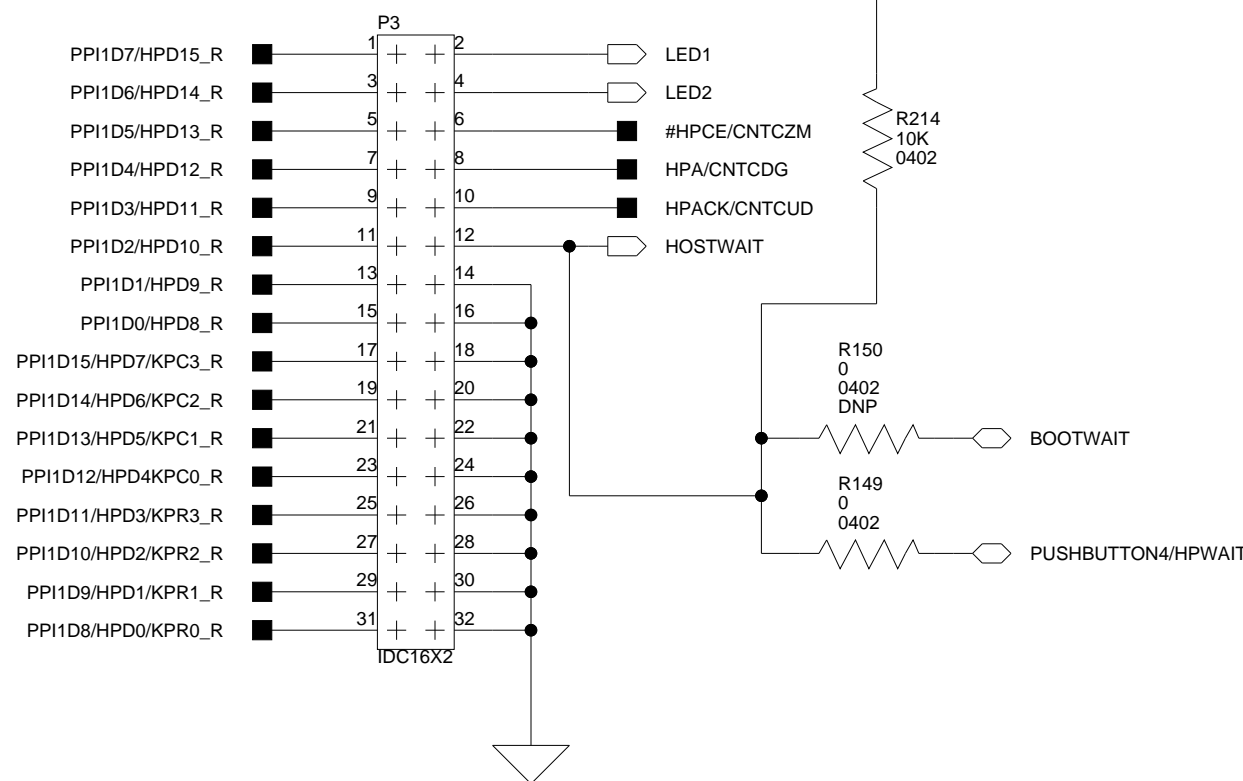 P3
PPI1D7/HPD15_R 1 2 LED1
PPI1D6/HPD14_R 3 4 LED2
PPI1D5/HPD13_R 5 6 #HPCE/CNTCZM
PPI1D4/HPD12_R 7 8 HPA/CNTCDG
PPI1D3/HPD11_R 9 10 HPACK/CNTCUD
PPI1D2/HPD10_R 11 12 HOSTWAIT
PPI1D1/HPD9_R 13 14
PPI1D0/HPD8_R 15 16
PPI1D15/HPD7/KPC3_R 17 18
PPI1D14/HPD6/KPC2_R 19 20
PPI1D13/HPD5/KPC1_R 21 22
PPI1D12/HPD4KPC0_R 23 24
PPI1D11/HPD3/KPR3_R 25 26
PPI1D10/HPD2/KPR2_R 27 28
PPI1D9/HPD1/KPR1_R 29 30
PPI1D8/HPD0/KPR0_R 31 32
IDC16X2
R214
10K
0402
R150
0
0402
DNP
BOOTWAIT
R149
0
0402
PUSHBUTTON4/HPWAIT